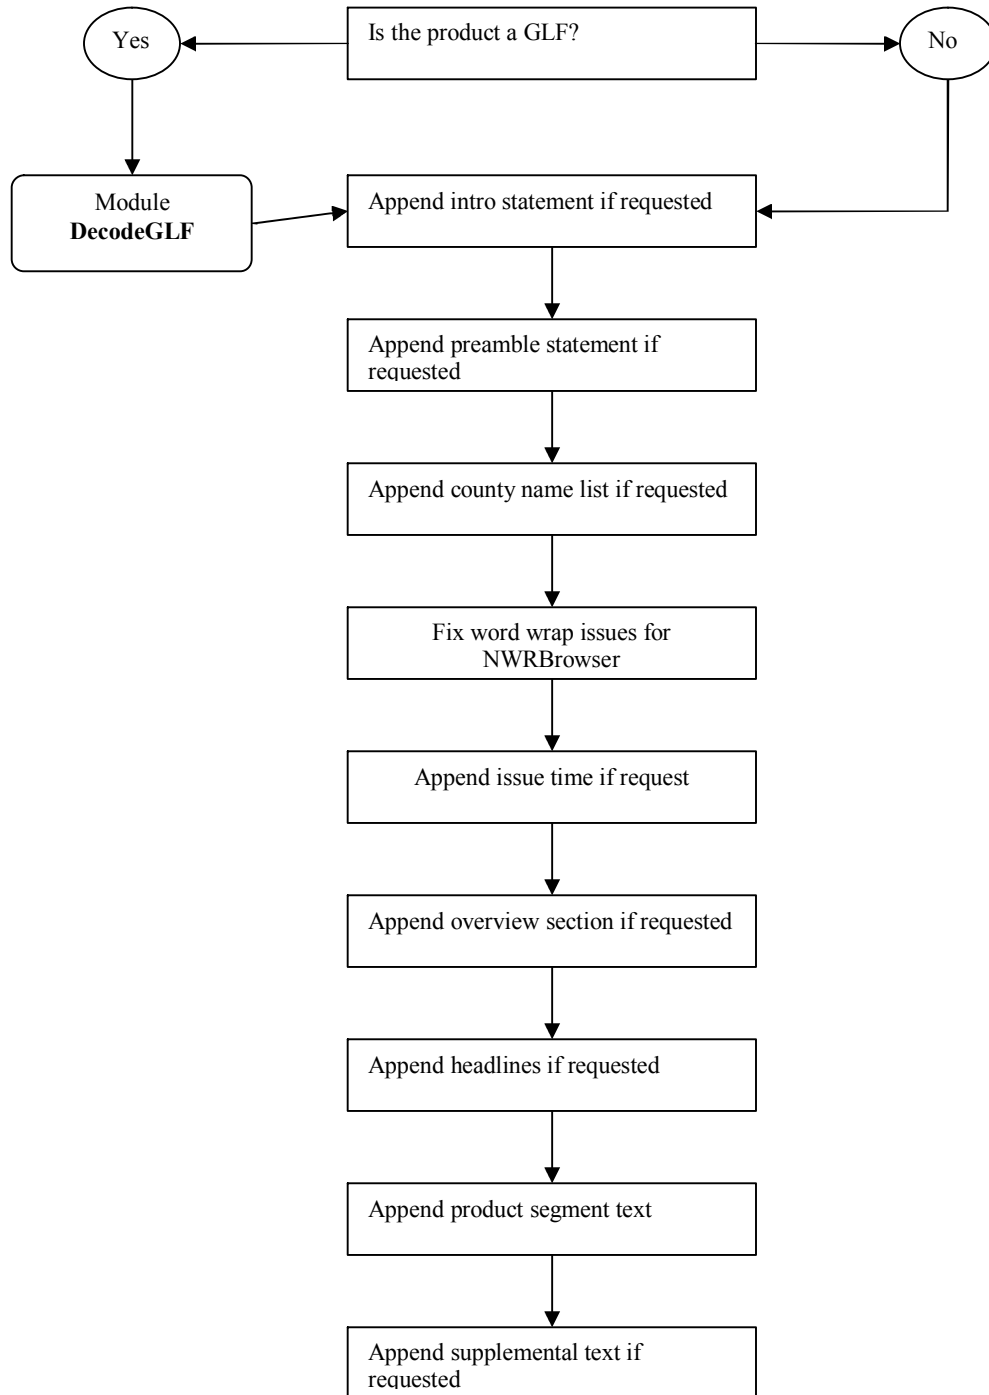 Yes
Is the product a GLF?
No
Module
DecodeGLF
Append intro statement if requested
Append preamble statement if
requested
Append county name list if requested
Fix word wrap issues for
NWRBrowser
Append issue time if request
Append overview section if requested
Append headlines if requested
Append product segment text
Append supplemental text if
requested